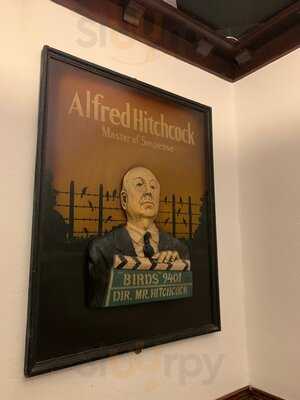 Alfred Hitchcock
Master of Suspense
BIRDS 9401
DIR. MR. HITCHCOCK